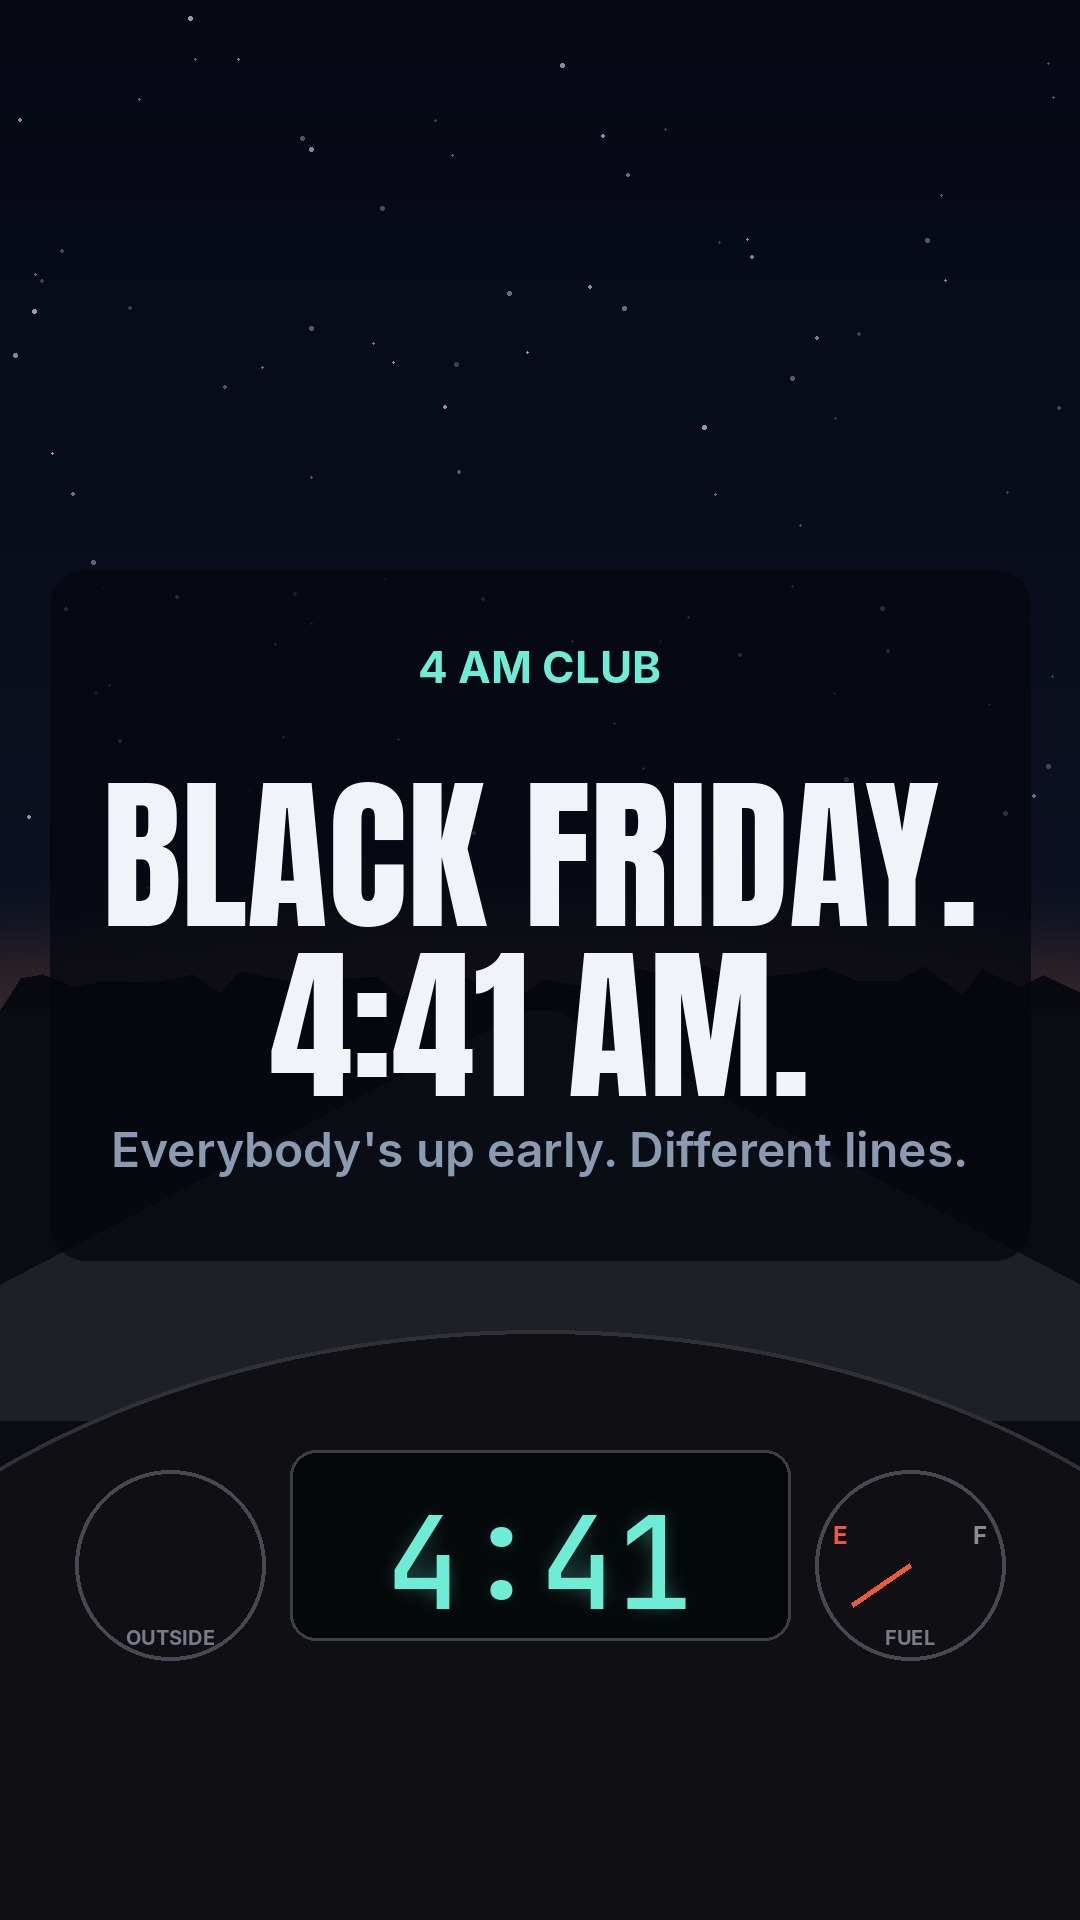 4 AM CLUB
BLACK FRIDAY.
4:41 AM.
Everybody's up early. Different lines.
4:41
E F
OUTSIDE
FUEL